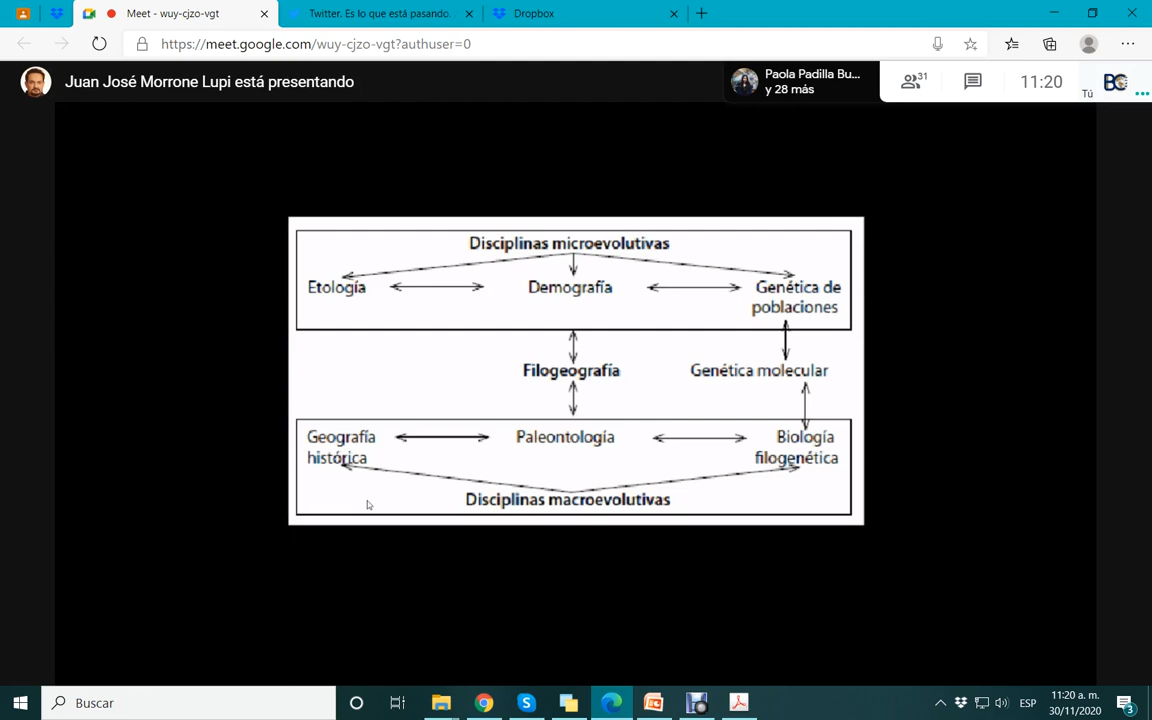 Meet - wuy-cjzo-vgt
Twitter. Es lo que está pasando.
Dropbox
https://meet.google.com/wuy-cjzo-vgt?authuser=0
Juan José Morrone Lupi está presentando
Paola Padilla Bu...
y 28 más
31
11:20
Tú
BC
Disciplinas microevolutivas
Etología
Demografía
Genética de
poblaciones
Filogeografía
Genética molecular
Geografía
histórica
Paleontología
Biología
filogenética
Disciplinas macroevolutivas
Buscar
ESP
11:20 a. m.
30/11/2020
3